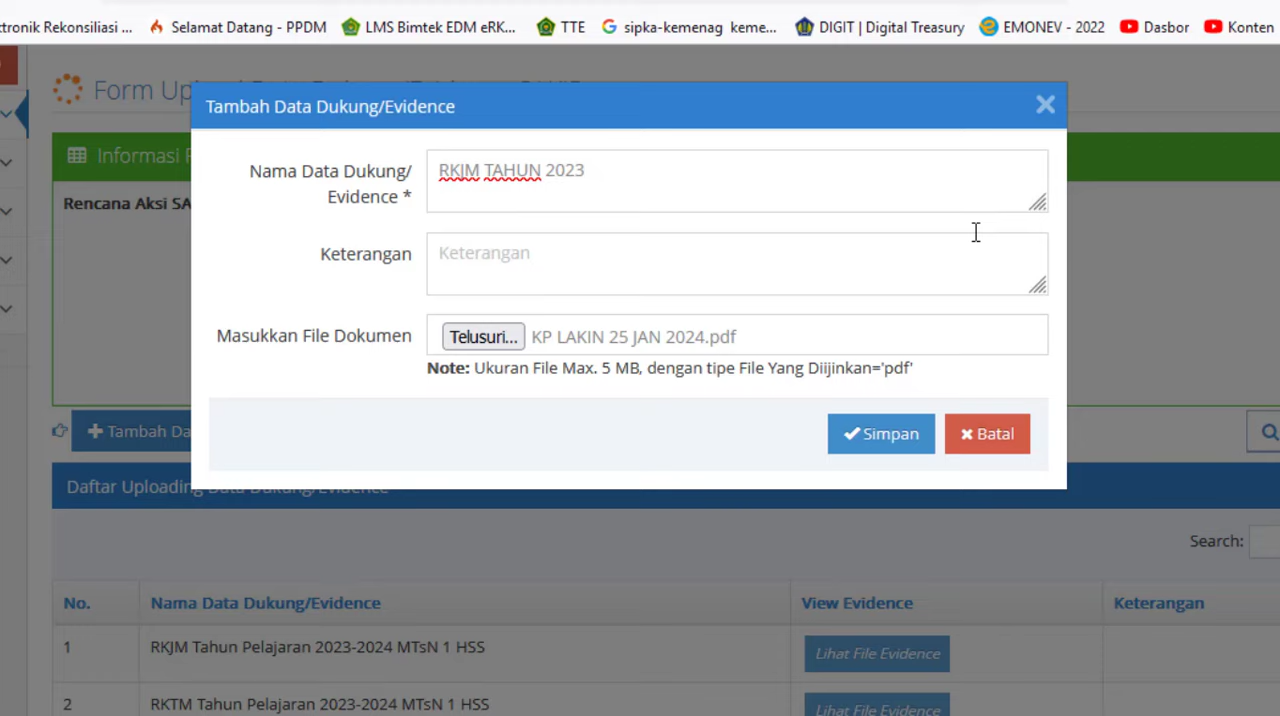 tronik Rekonsiliasi ... Selamat Datang - PPDM LMS Bimtek EDM eRK... TTE sipka-kemenag keme... DIGIT | Digital Treasury EMONEV - 2022 Dasbor Konten
Form Up
Tambah Data Dukung/Evidence
Informasi
Nama Data Dukung/
Evidence *
RKJM TAHUN 2023
Rencana Aksi SA
Keterangan
Keterangan
Masukkan File Dokumen
Telusuri... KP LAKIN 25 JAN 2024.pdf
Note: Ukuran File Max. 5 MB, dengan tipe File Yang Diijinkan='pdf'
Tambah Da
Simpan Batal
Daftar Uploading Data Dukung/Evidence
Search:
No. Nama Data Dukung/Evidence View Evidence Keterangan
1 RKJM Tahun Pelajaran 2023-2024 MTsN 1 HSS Lihat File Evidence
2 RKTM Tahun Pelajaran 2023-2024 MTsN 1 HSS Lihat File Evidence